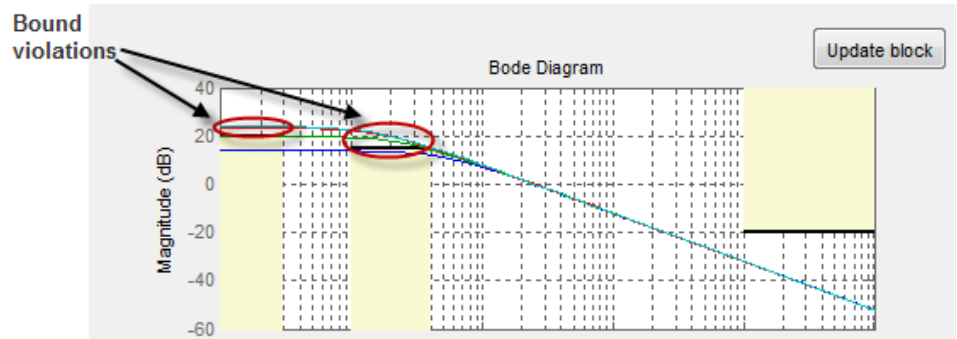 Bound
violations
Update block
Bode Diagram
Magnitude (dB)
40
20
0
-20
-40
-60